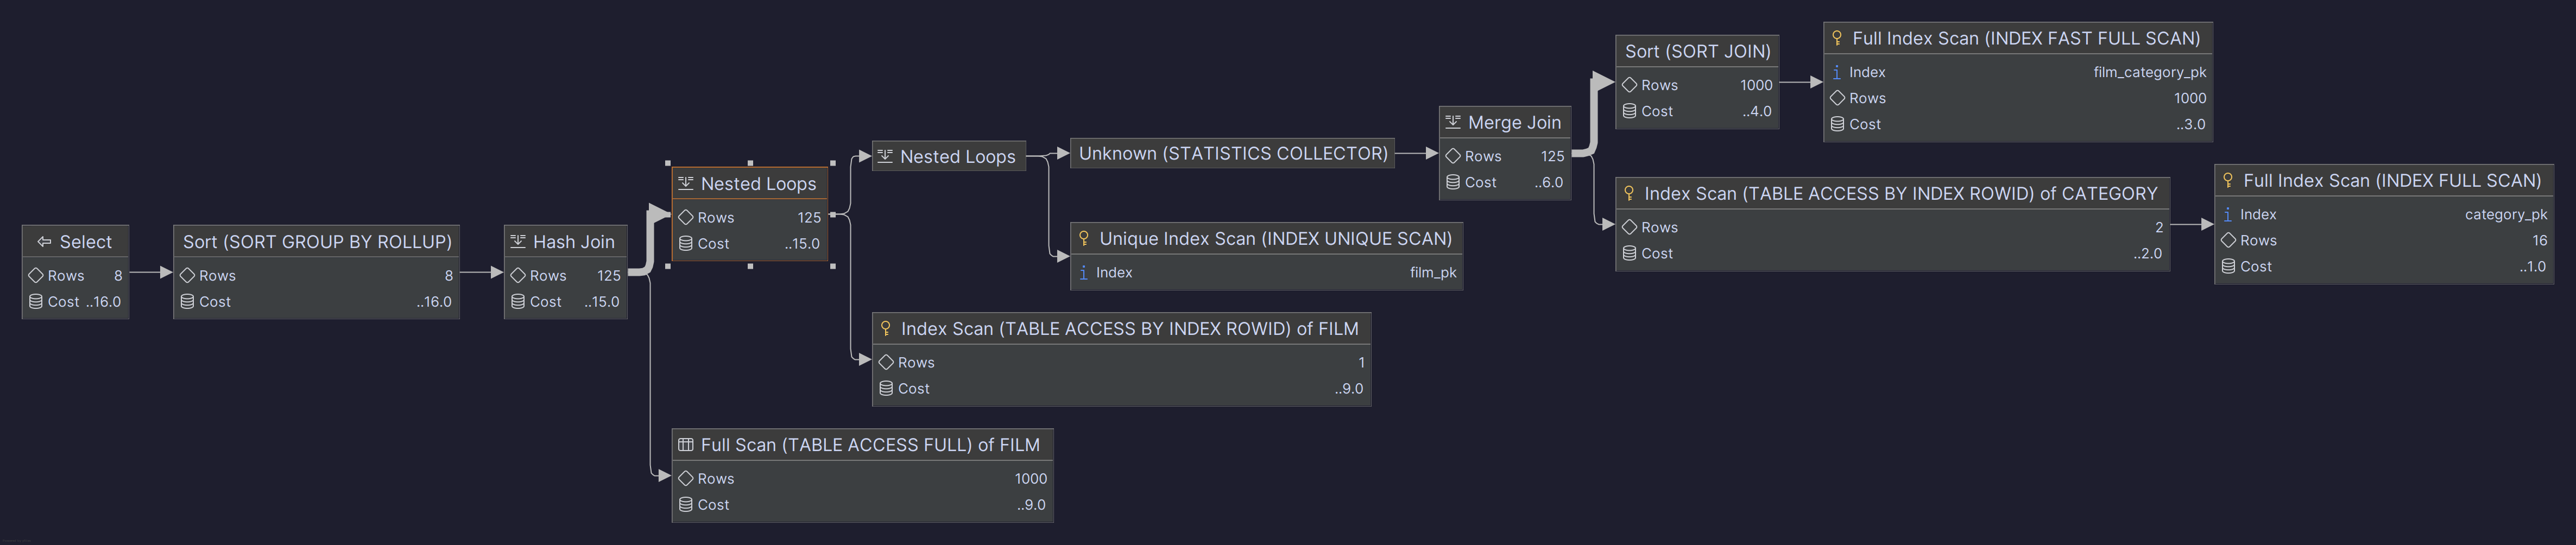 Select
Rows 8
Cost ..16.0
Sort (SORT GROUP BY ROLLUP)
Rows 8
Cost ..16.0
Hash Join
Rows 125
Cost ..15.0
Nested Loops
Rows 125
Cost ..15.0
Nested Loops
Unknown (STATISTICS COLLECTOR)
Merge Join
Rows 125
Cost ..6.0
Sort (SORT JOIN)
Rows 1000
Cost ..4.0
Full Index Scan (INDEX FAST FULL SCAN)
i Index film_category_pk
Rows 1000
Cost ..3.0
Index Scan (TABLE ACCESS BY INDEX ROWID) of CATEGORY
Rows 2
Cost ..2.0
Full Index Scan (INDEX FULL SCAN)
i Index category_pk
Rows 16
Cost ..1.0
Unique Index Scan (INDEX UNIQUE SCAN)
i Index film_pk
Index Scan (TABLE ACCESS BY INDEX ROWID) of FILM
Rows 1
Cost ..9.0
Full Scan (TABLE ACCESS FULL) of FILM
Rows 1000
Cost ..9.0